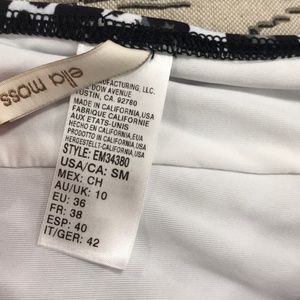 ella moss
MANUFACTURING, LLC.
DOW AVENUE
TUSTIN, CA. 92780
MADE IN CALIFORNIA,USA
FABRIQUE CALIFORNIE
AUX ETATS-UNIS
HECHO EN CALIFORNIA,EUA
PRODOTTO IN CALIFORNIA,USA
HERGESTELLT-CALIFORNIA,USA
STYLE: EM34380
USA/CA: SM
MEX: CH
AU/UK: 10
EU: 36
FR: 38
ESP: 40
IT/GER: 42